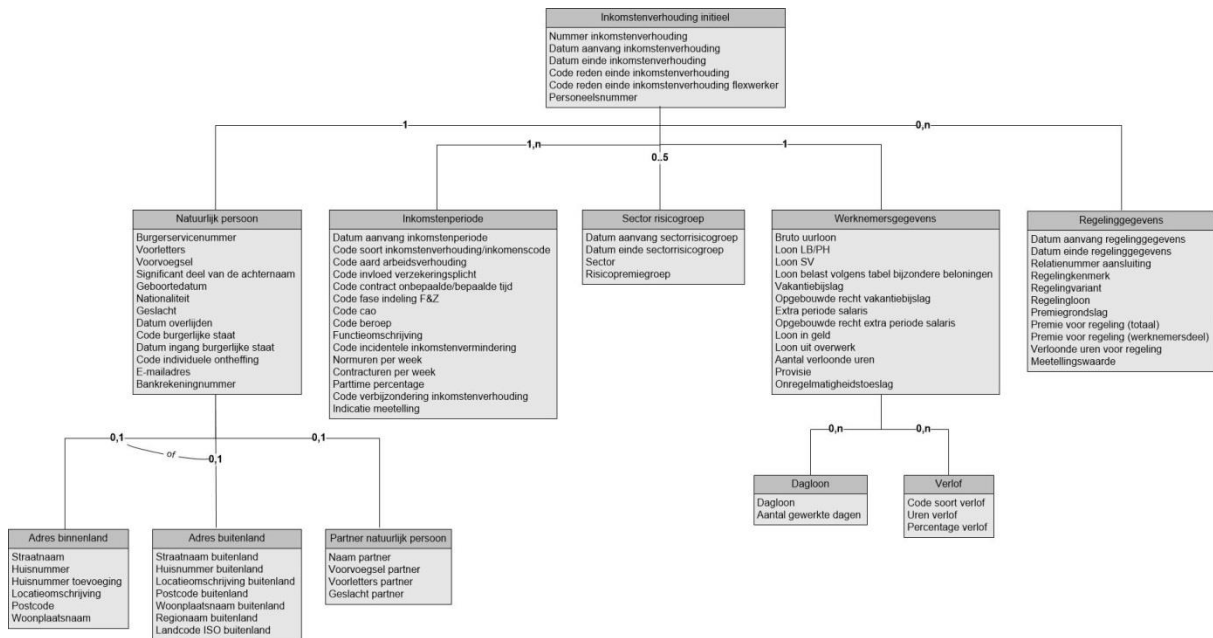 Inkomstenverhouding initieel
Nummer inkomstenverhouding
Datum aanvang inkomstenverhouding
Datum einde inkomstenverhouding
Code reden einde inkomstenverhouding
Code reden einde inkomstenverhouding flexwerker
Personeelsnummer
1
1,n
0..5
1
0,n
Natuurlijk persoon
Burgerservicenummer
Voorletters
Voorvoegsel
Significant deel van de achternaam
Geboortedatum
Nationaliteit
Geslacht
Datum overlijden
Code burgerlijke staat
Datum ingang burgerlijke staat
Code individuele ontheffing
E-mailadres
Bankrekeningnummer
Inkomstenperiode
Datum aanvang inkomstenperiode
Code soort inkomstenverhouding/inkomenscode
Code aard arbeidsverhouding
Code invloed verzekeringsplicht
Code contract onbepaalde/bepaalde tijd
Code fase indeling F&Z
Code cao
Code beroep
Functieomschrijving
Code incidentele inkomstenvermindering
Normuren per week
Contracturen per week
Parttime percentage
Code verbijzondering inkomstenverhouding
Indicatie meetelling
Sector risicogroep
Datum aanvang sectorrisicogroep
Datum einde sectorrisicogroep
Sector
Risicopremiegroep
Werknemersgegevens
Bruto uurloon
Loon LB/PH
Loon SV
Loon belast volgens tabel bijzondere beloningen
Vakantiebijslag
Opgebouwde recht vakantiebijslag
Extra periode salaris
Opgebouwde recht extra periode salaris
Loon in geld
Loon uit overwerk
Aantal verloonde uren
Provisie
Onregelmatigheidstoeslag
Regelinggegevens
Datum aanvang regelinggegevens
Datum einde regelinggegevens
Relatienummer aansluiting
Regelingkenmerk
Regelingvariant
Regelingloon
Premiegrondslag
Premie voor regeling (totaal)
Premie voor regeling (werknemersdeel)
Verloonde uren voor regeling
Meetellingswaarde
0,1
of
0,1
0,1
0,n
0,n
Adres binnenland
Straatnaam
Huisnummer
Huisnummer toevoeging
Locatieomschrijving
Postcode
Woonplaatsnaam
Adres buitenland
Straatnaam buitenland
Huisnummer buitenland
Locatieomschrijving buitenland
Postcode buitenland
Woonplaatsnaam buitenland
Regionaam buitenland
Landcode ISO buitenland
Partner natuurlijk persoon
Naam partner
Voorvoegsel partner
Voorletters partner
Geslacht partner
Dagloon
Dagloon
Aantal gewerkte dagen
Verlof
Code soort verlof
Uren verlof
Percentage verlof